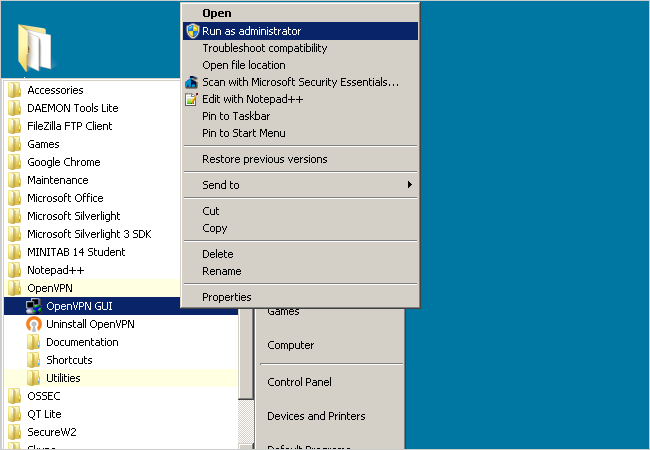 Open
Run as administrator
Troubleshoot compatibility
Open file location
Scan with Microsoft Security Essentials...
Edit with Notepad++
Pin to Taskbar
Pin to Start Menu
Restore previous versions
Send to
Cut
Copy
Delete
Rename
Properties
Accessories
DAEMON Tools Lite
FileZilla FTP Client
Games
Google Chrome
Maintenance
Microsoft Office
Microsoft Silverlight
Microsoft Silverlight 3 SDK
MINITAB 14 Student
Notepad++
OpenVPN
OpenVPN GUI
Uninstall OpenVPN
Documentation
Shortcuts
Utilities
OSSEC
QT Lite
SecureW2
Skype
Games
Computer
Control Panel
Devices and Printers
Default Programs